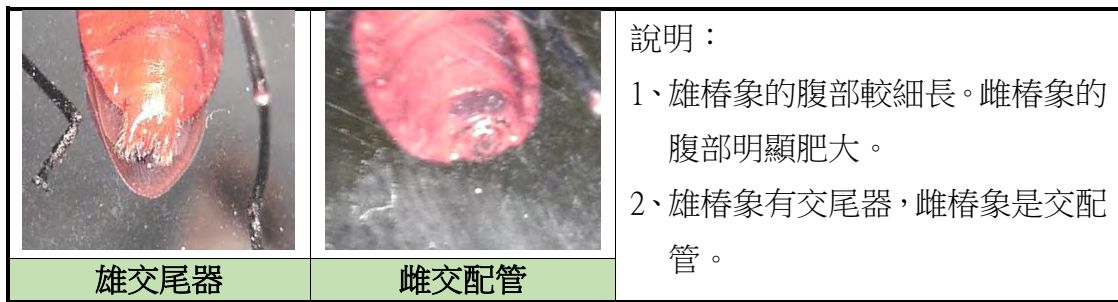 說明：
1、雄椿象的腹部較細長。雌椿象的
腹部明顯肥大。
2、雄椿象有交尾器，雌椿象是交配
管。
雄交尾器
雌交配管